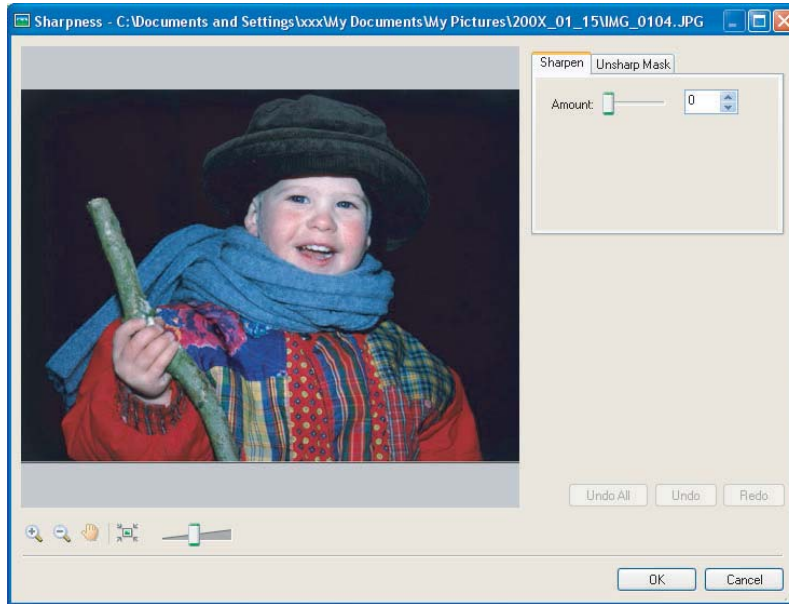 Sharpness - C:\Documents and Settings\xxx\My Documents\My Pictures\200X_01_15\IMG_0104.JPG
Sharpen Unsharp Mask
Amount: 0
Undo All Undo Redo
OK Cancel